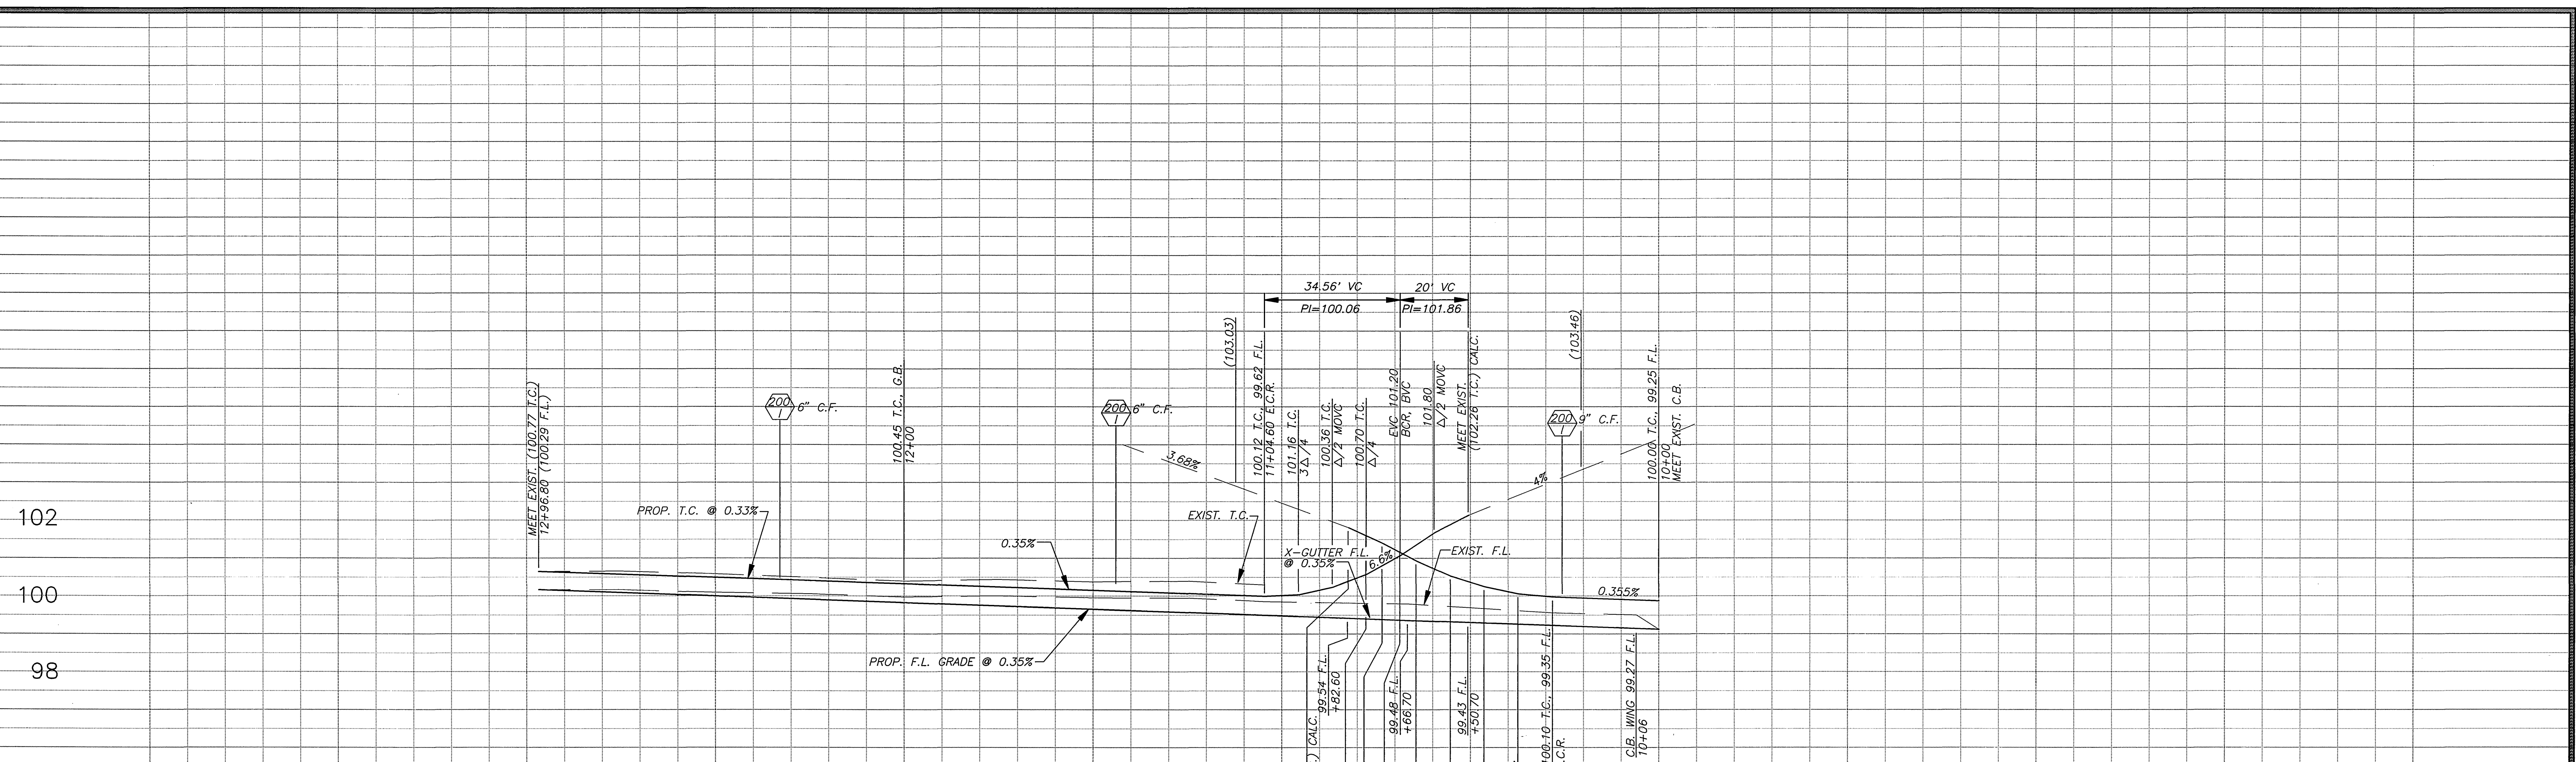 34.56' VC
20' VC
PI=100.06
PI=101.86
(103.03)
(103.46)
MEET EXIST. (100.77 T.C.)
12+96.80 (100.29 F.L.)
200
1
6" C.F.
100.45 T.C., G.B.
12+00
200
1
6" C.F.
100.12 T.C., 99.62 F.L.
11+04.60 E.C.R.
101.16 T.C.
3△/4
100.36 T.C.
△/2 MOVC
100.70 T.C.
△/4
EVC 101.20
BCR, BVC
101.80
△/2 MOVC
MEET EXIST.
(102.26 T.C.) CALC.
200
1
9" C.F.
100.00 T.C., 99.25 F.L.
10+00
MEET EXIST. C.B.
3.68%
4%
102
PROP. T.C. @ 0.33%
EXIST. T.C.
0.35%
X-GUTTER F.L.
@ 0.35%
6.6%
EXIST. F.L.
100
0.355%
PROP. F.L. GRADE @ 0.35%
98
.) CALC.
99.54 F.L.
+82.60
99.48 F.L.
+66.70
99.43 F.L.
+50.70
100.10 T.C., 99.35 F.L.
.C.R.
C.B. WING 99.27 F.L.
10+06